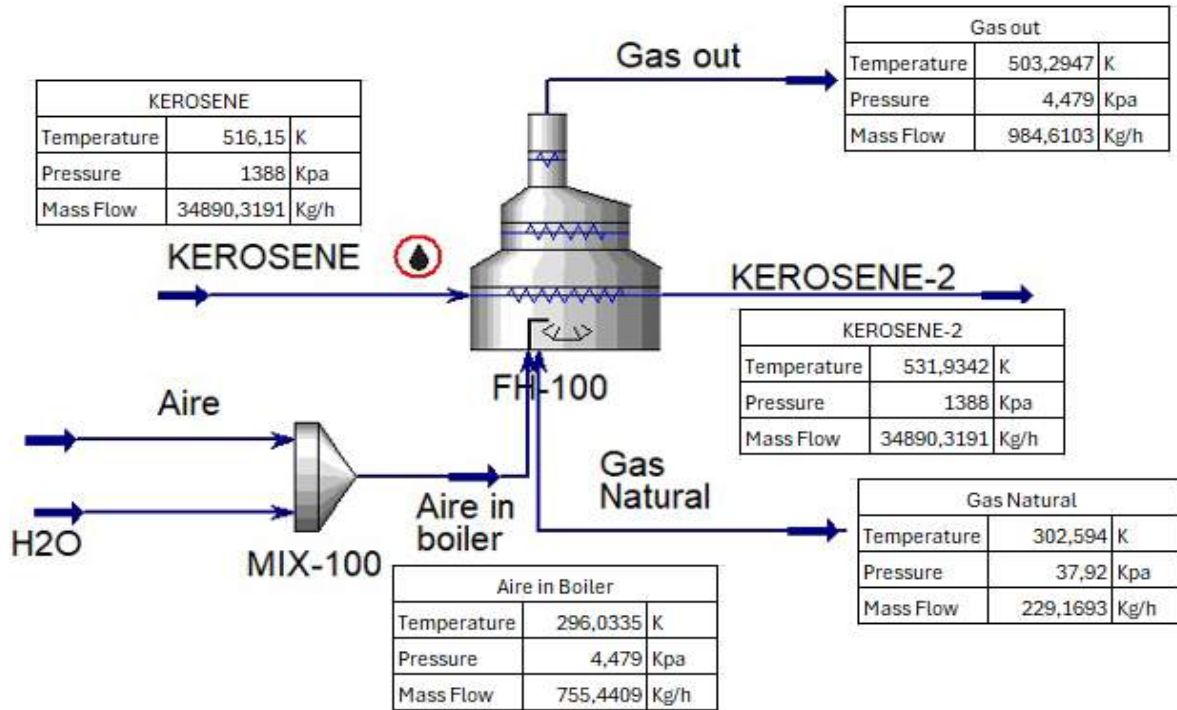 Gas out
Temperature 503,2947 K
Pressure 4,479 Kpa
Mass Flow 984,6103 Kg/h
Gas out
KEROSENE
Temperature 516,15 K
Pressure 1388 Kpa
Mass Flow 34890,3191 Kg/h
KEROSENE
KEROSENE-2
KEROSENE-2
Temperature 531,9342 K
Pressure 1388 Kpa
Mass Flow 34890,3191 Kg/h
FH-100
Aire
H2O
MIX-100
Aire in
boiler
Gas
Natural
Gas Natural
Temperature 302,594 K
Pressure 37,92 Kpa
Mass Flow 229,1693 Kg/h
Aire in Boiler
Temperature 296,0335 K
Pressure 4,479 Kpa
Mass Flow 755,4409 Kg/h